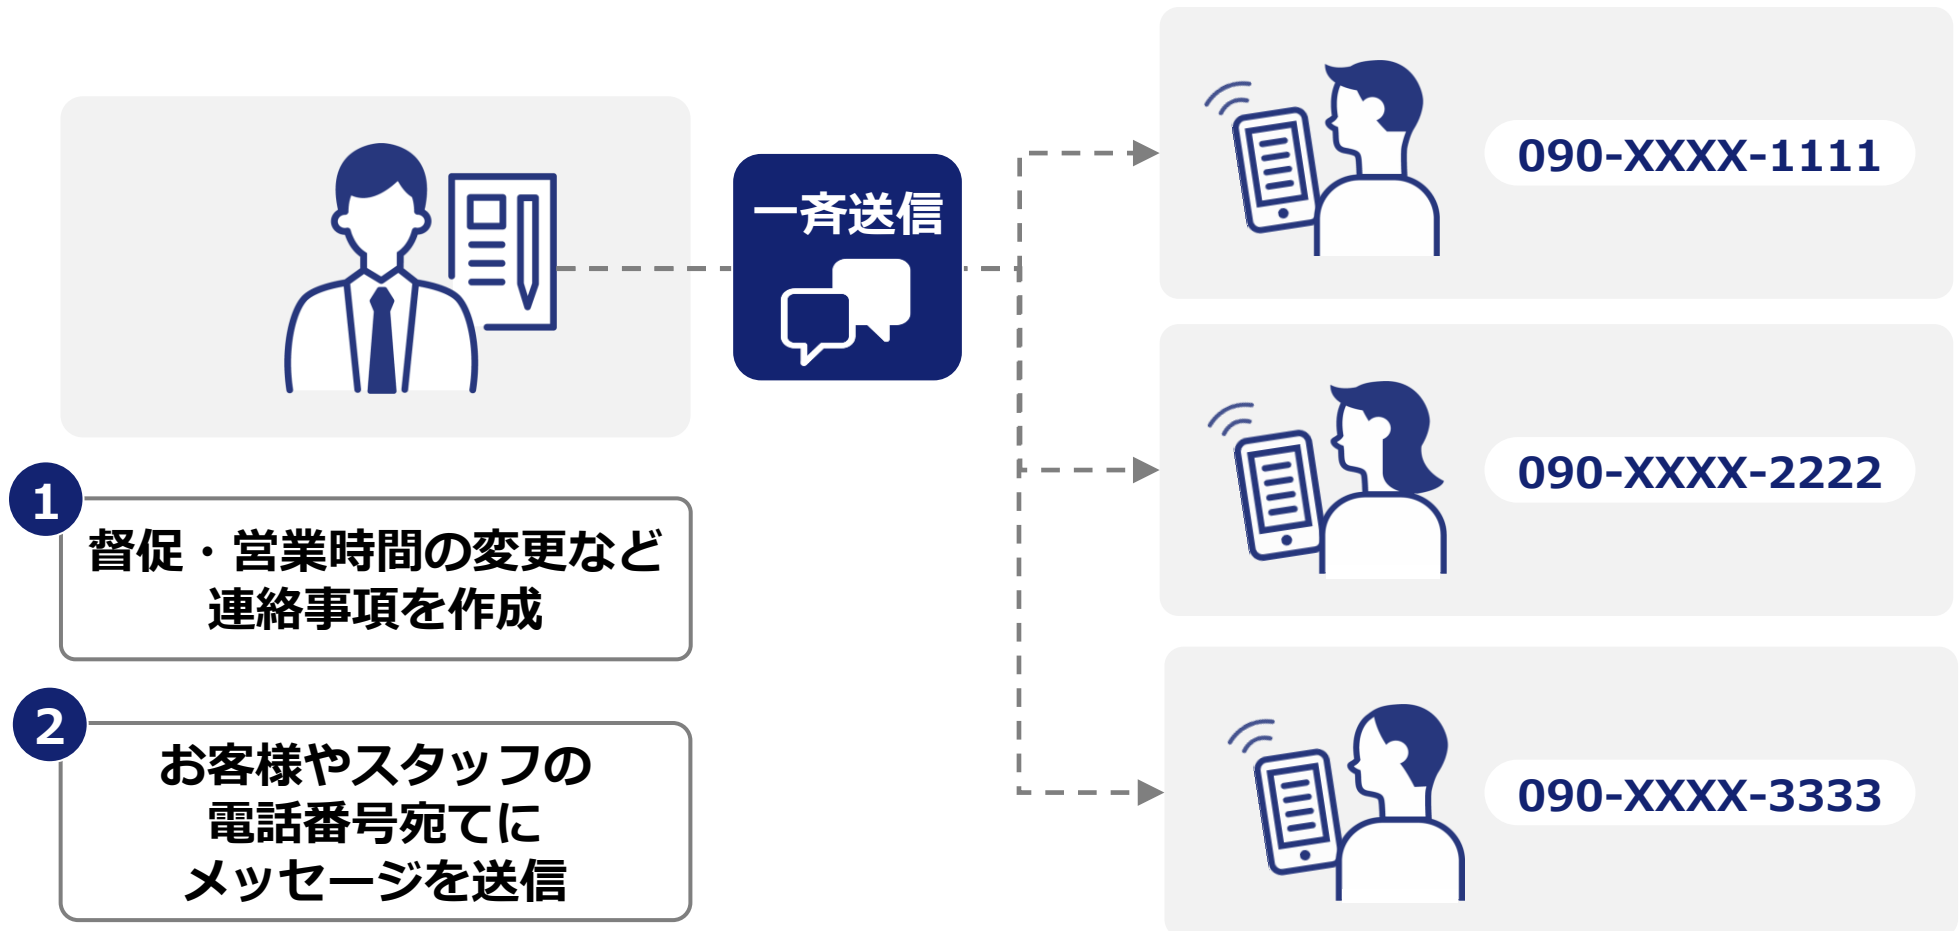 一斉送信
090-XXXX-1111
090-XXXX-2222
090-XXXX-3333
1
督促・営業時間の変更など
連絡事項を作成
2
お客様やスタッフの
電話番号宛てに
メッセージを送信